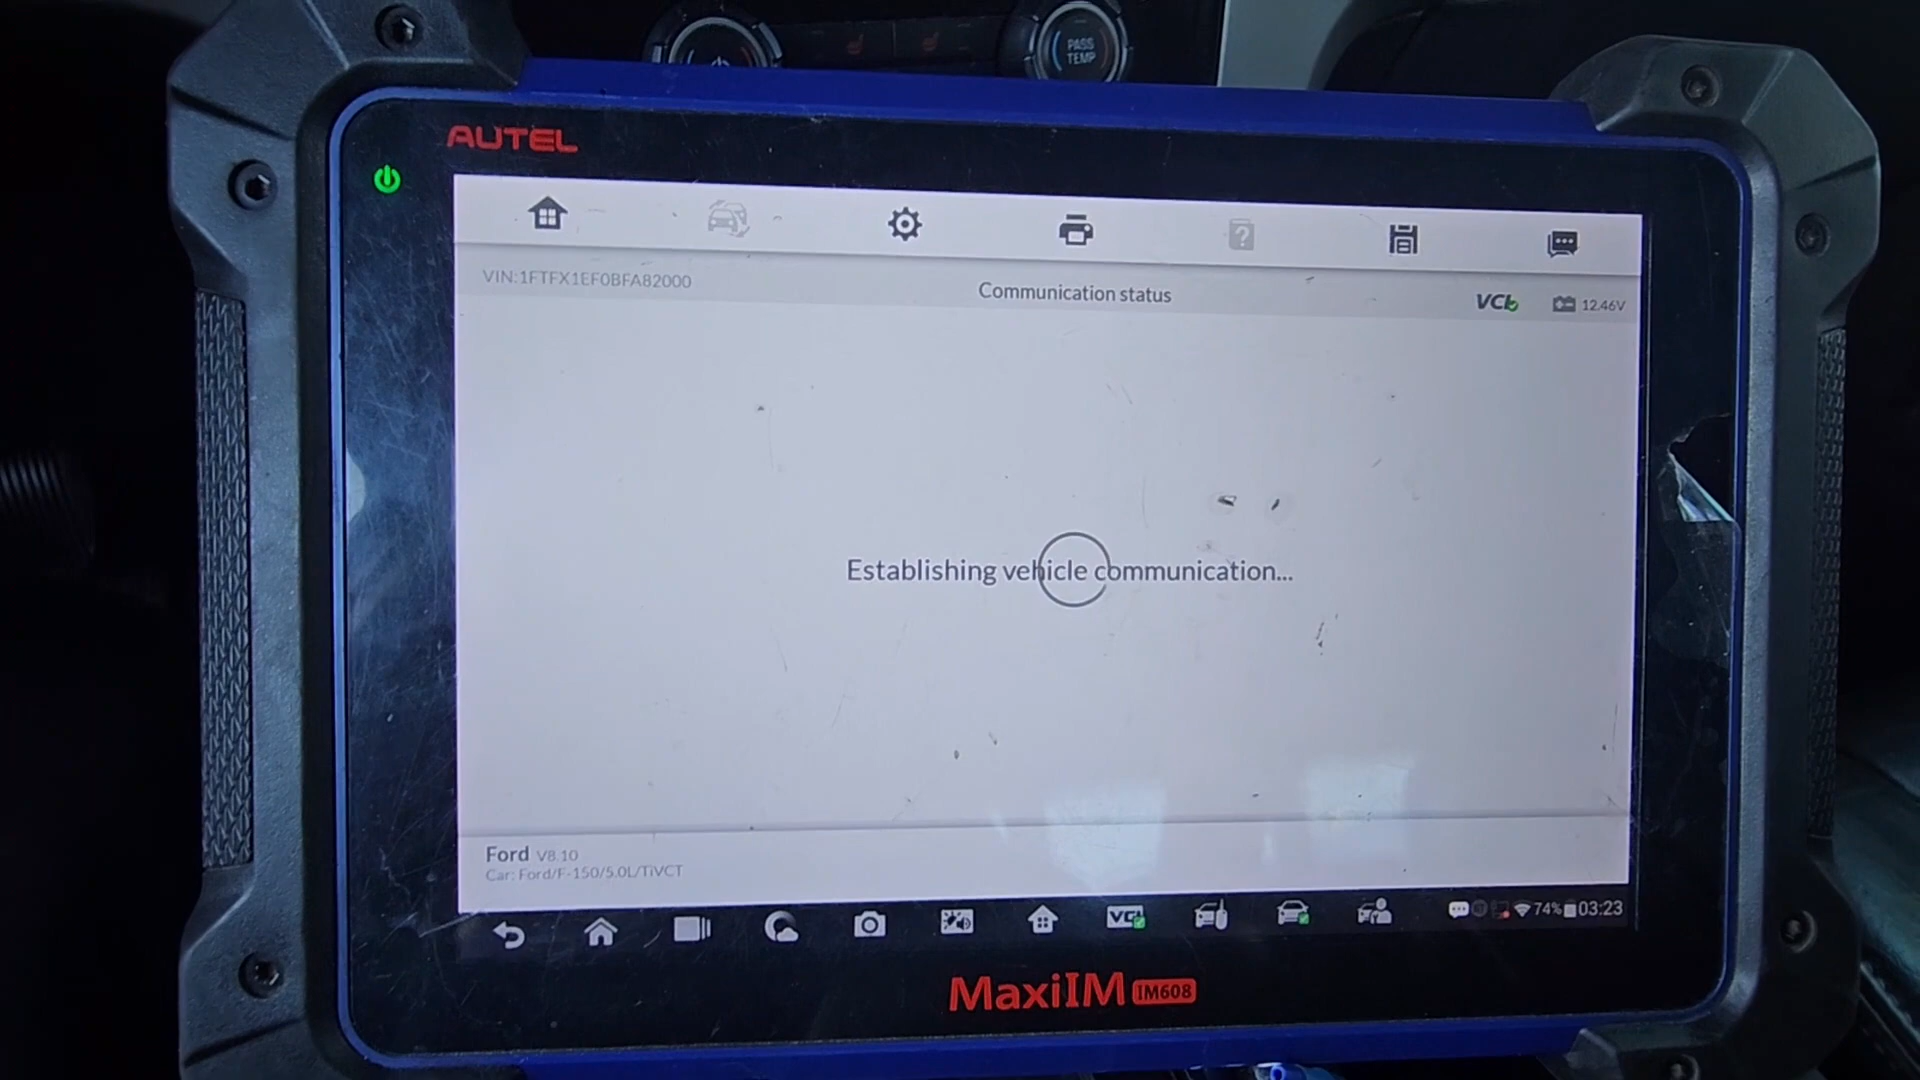 PASS
TEMP
AUTEL
VIN:1FTFX1EF0BFA82000
Communication status
VCI
12.46V
Establishing vehicle communication...
Ford V8.10
Car: Ford/F-150/5.0L/TiVCT
VCI
74% 03:23
MaxiIM IM608